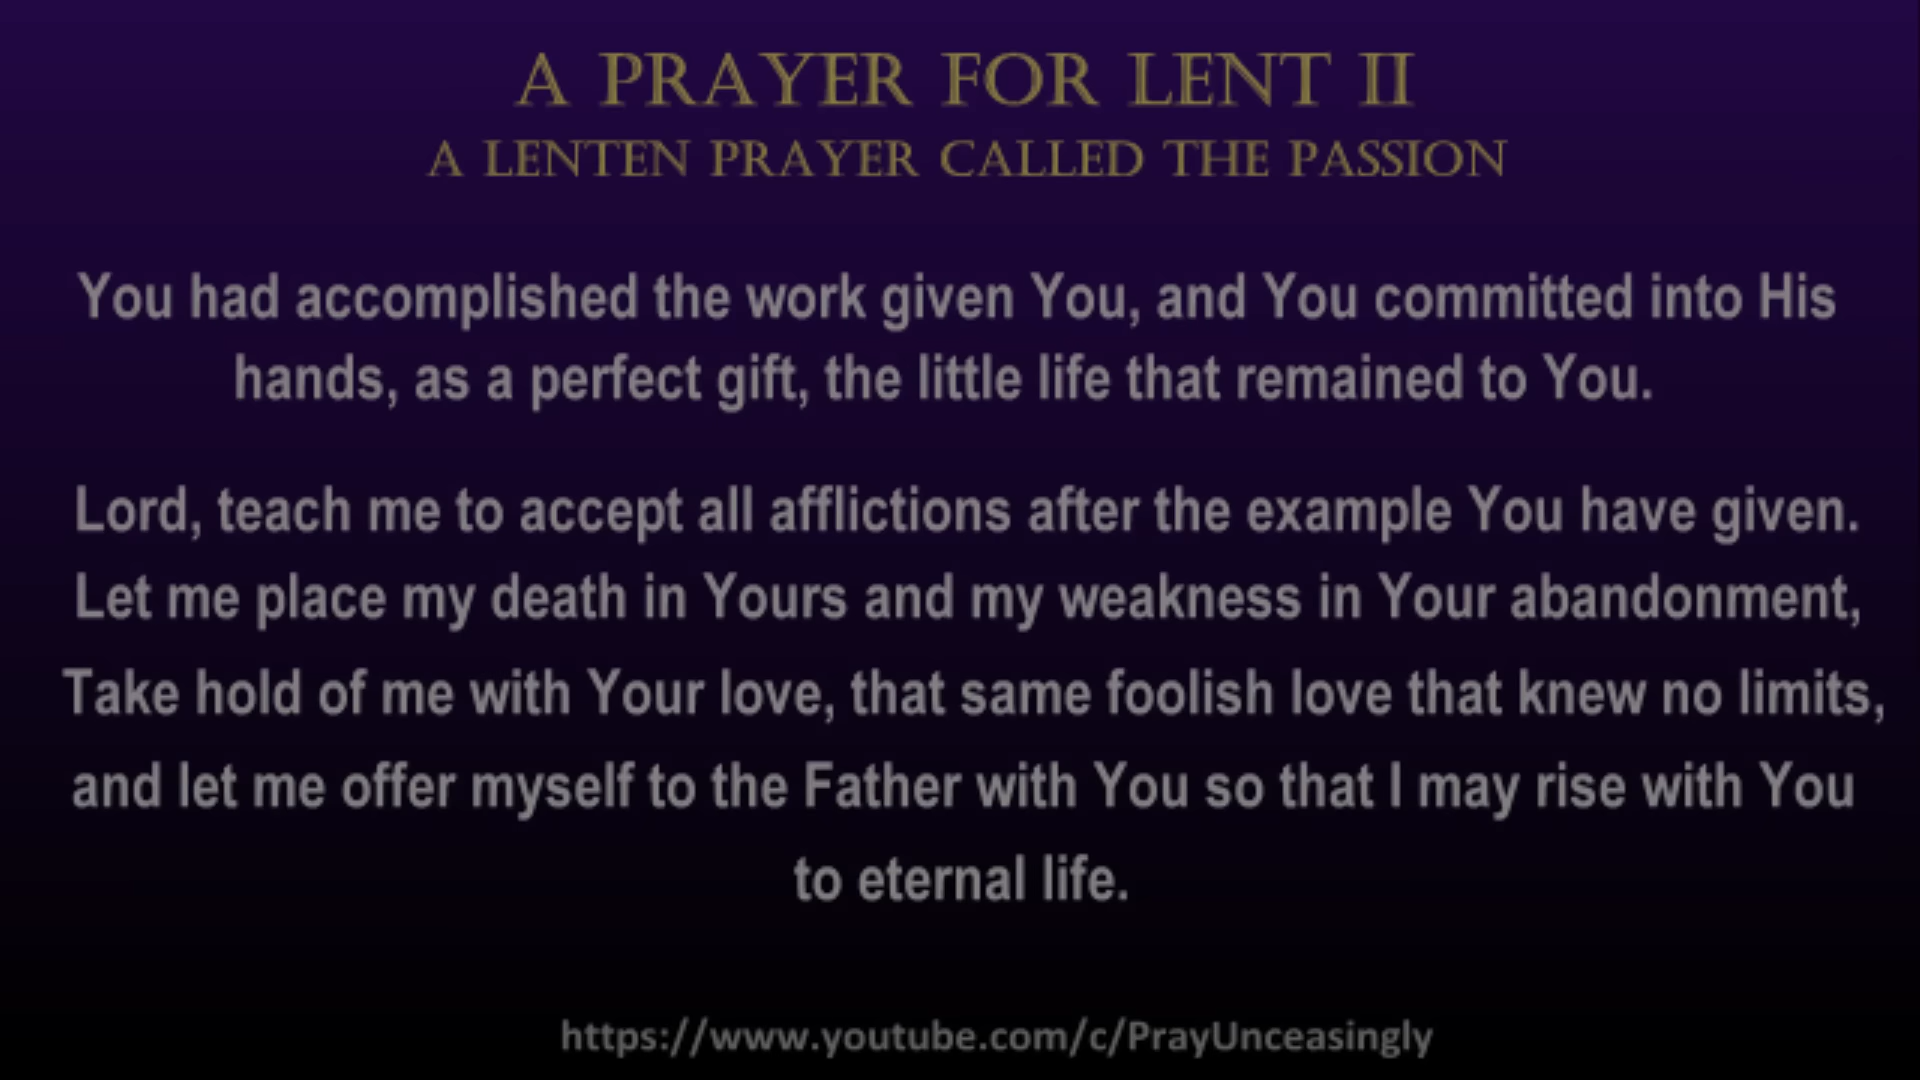 A PRAYER FOR LENT II
A LENTEN PRAYER CALLED THE PASSION
You had accomplished the work given You, and You committed into His
hands, as a perfect gift, the little life that remained to You.
Lord, teach me to accept all afflictions after the example You have given.
Let me place my death in Yours and my weakness in Your abandonment,
Take hold of me with Your love, that same foolish love that knew no limits,
and let me offer myself to the Father with You so that I may rise with You
to eternal life.
https://www.youtube.com/c/PrayUnceasingly